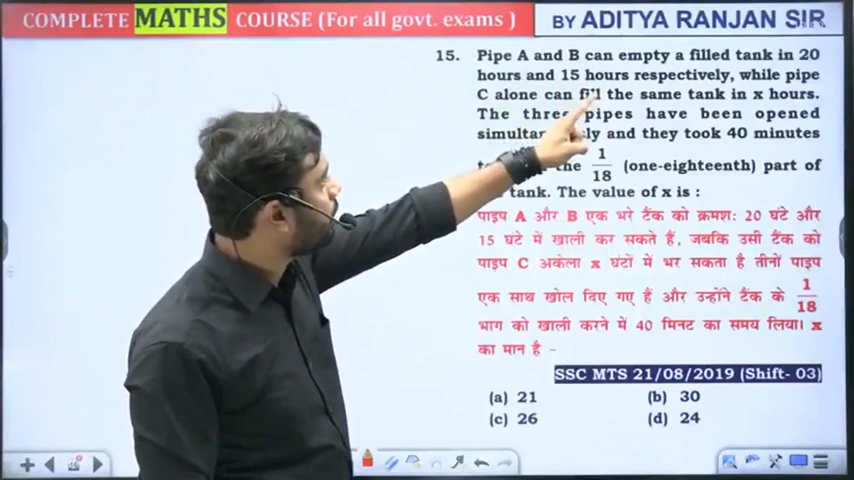 COMPLETE MATHS COURSE (For all govt. exams )
BY ADITYA RANJAN SIR
15. Pipe A and B can empty a filled tank in 20
hours and 15 hours respectively, while pipe
C alone can fill the same tank in x hours.
The three pipes have been opened
and they took 40 minutes
the 1/18 (one-eighteenth) part of
tank. The value of x is :
पाइप A और B एक भरे टैंक को क्रमश: 20 घंटे और
15 घंटे में खाली कर सकते हैं, जबकि उसी टैंक को
पाइप C अकेला x घंटों में भर सकता है तीनों पाइप
एक साथ खोल दिए गए हैं और उन्होंने टैंक के 1/18
भाग को खाली करने में 40 मिनट का समय लिया। x
का मान है -
SSC MTS 21/08/2019 (Shift- 03)
(a) 21 (b) 30
(c) 26 (d) 24